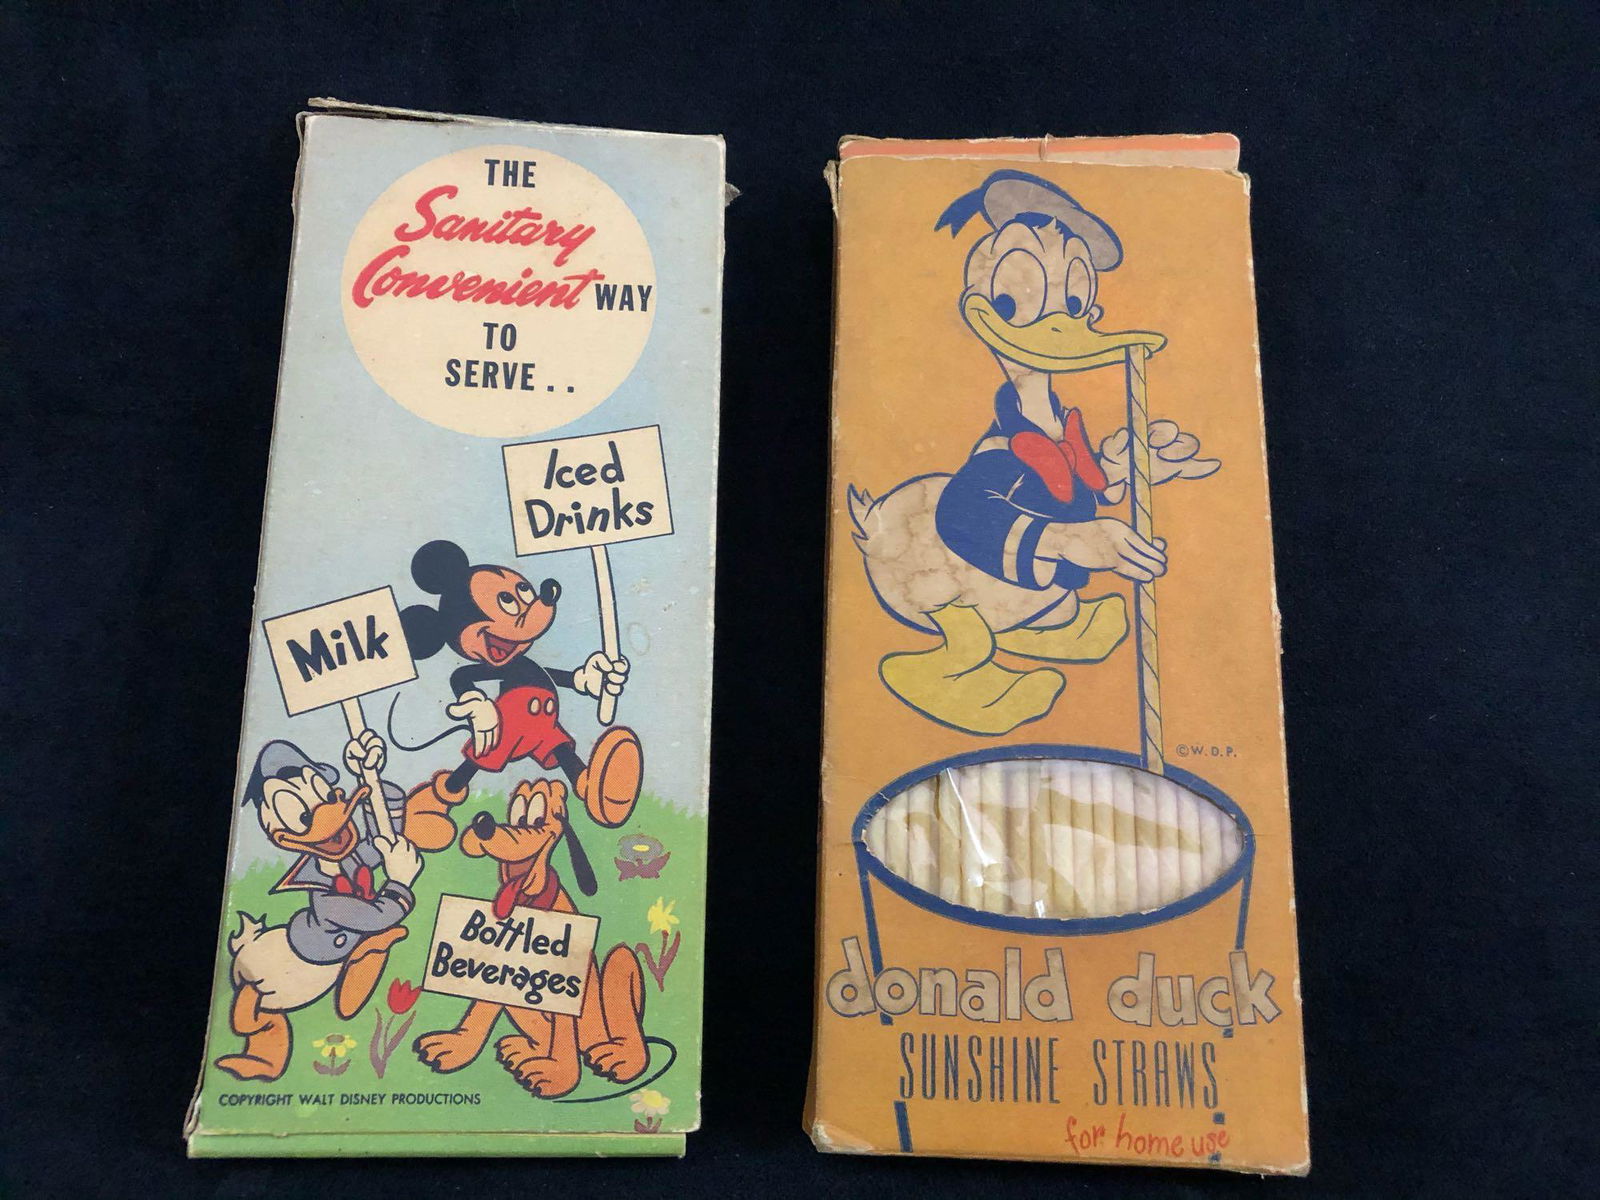 THE
Sanitary
Convenient WAY
TO
SERVE . .
Iced
Drinks
Milk
Bottled
Beverages
COPYRIGHT WALT DISNEY PRODUCTIONS
© W. D. P.
donald duck
SUNSHINE STRAWS
for home use